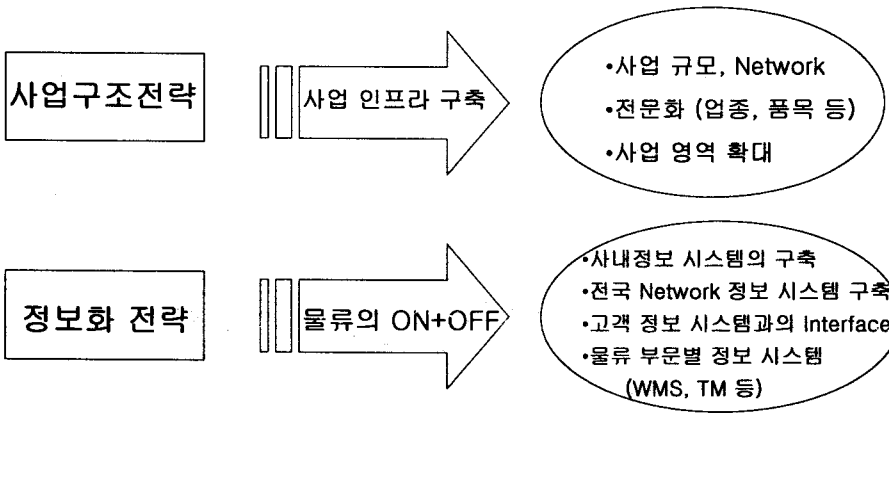 사업구조전략
사업 인프라 구축
•사업 규모, Network
•전문화 (업종, 품목 등)
•사업 영역 확대
정보화 전략
물류의 ON+OFF
•사내정보 시스템의 구축
•전국 Network 정보 시스템 구축
•고객 정보 시스템과의 Interface
•물류 부문별 정보 시스템
(WMS, TM 등)